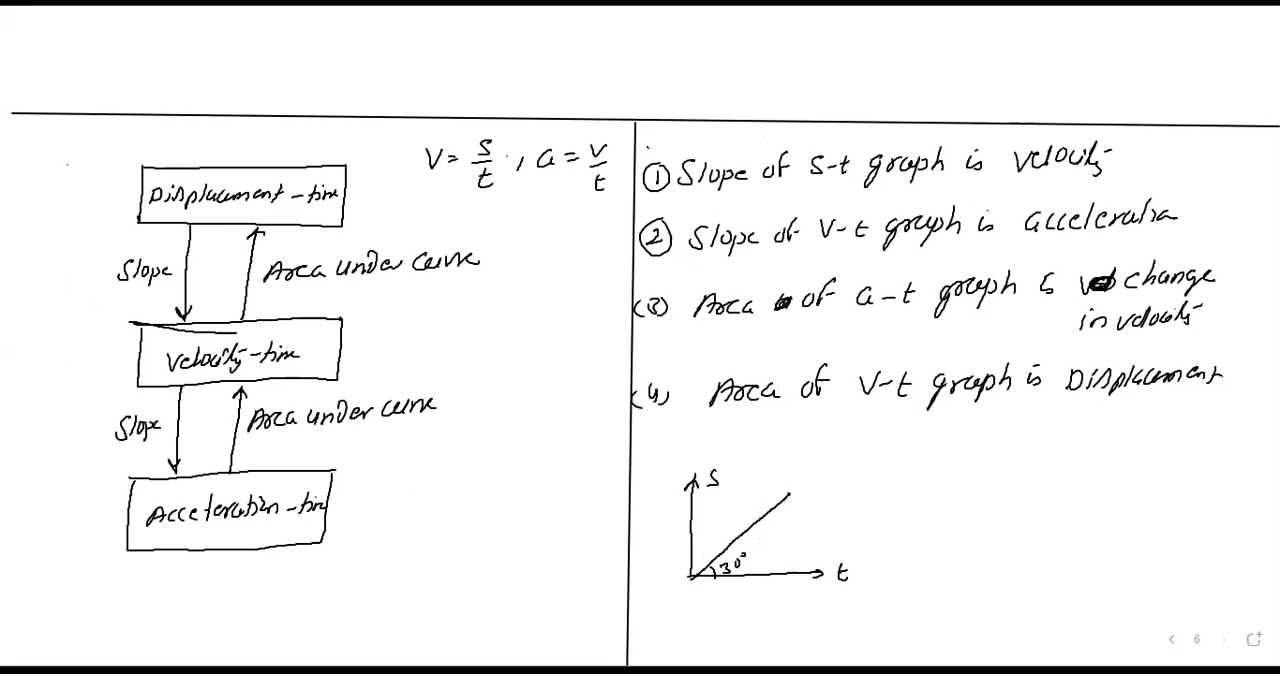 Displacement-time
V = s/t , a = v/t
Slope
Area under curve
Velocity-time
Slope
Area under curve
Acceleration-time
① Slope of s-t graph is velocity
② Slope of v-t graph is acceleration
(3) Area of a-t graph is change
in velocity
(4) Area of v-t graph is Displacement
S
30°
t
6